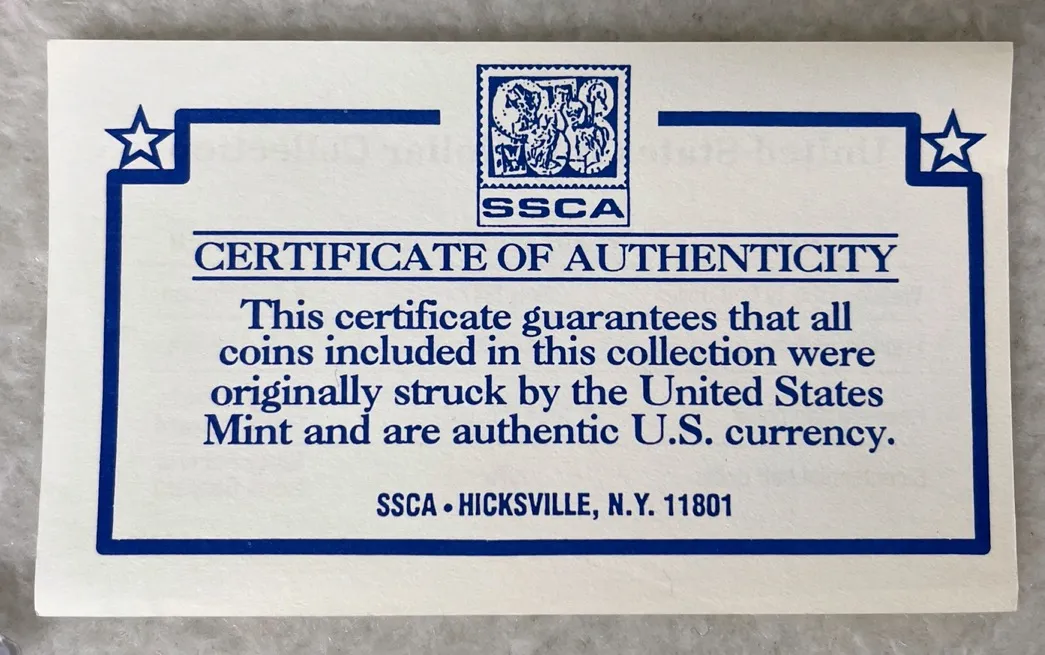 SSCA
CERTIFICATE OF AUTHENTICITY
This certificate guarantees that all
coins included in this collection were
originally struck by the United States
Mint and are authentic U.S. currency.
SSCA • HICKSVILLE, N.Y. 11801